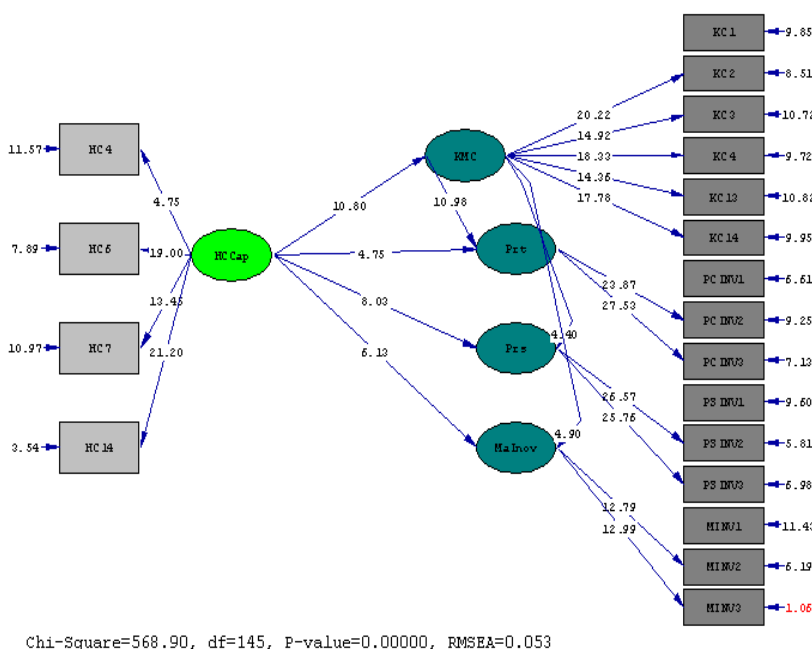 KC1
9.85
KC2
8.51
20.22
KC3
10.72
14.92
11.57
HC4
KMC
18.33
KC4
9.72
14.36
4.75
10.80
10.98
17.78
KC13
10.82
KC14
9.95
7.89
HC6
19.00
HCCap
4.75
Prt
PCINV1
6.61
23.87
13.45
8.03
27.53
PCINV2
9.25
10.97
HC7
6.13
Prs
4.40
PCINV3
7.13
21.20
26.57
PSINV1
9.60
25.76
3.54
HC14
MaInov
4.90
PSINV2
5.81
PSINV3
6.98
12.79
12.99
MINV1
11.43
MINV2
6.19
MINV3
1.06
Chi-Square=568.90, df=145, P-value=0.00000, RMSEA=0.053